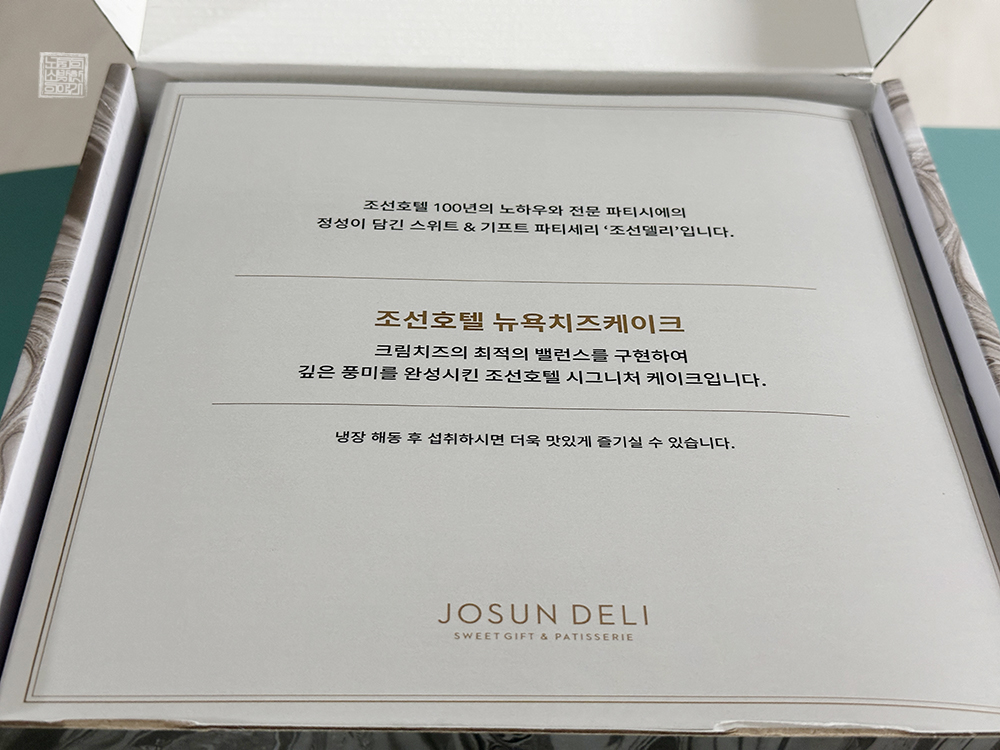 조선호텔 100년의 노하우와 전문 파티시에의
정성이 담긴 스위트 & 기프트 파티세리 ‘조선델리’입니다.
조선호텔 뉴욕치즈케이크
크림치즈의 최적의 밸런스를 구현하여
깊은 풍미를 완성시킨 조선호텔 시그니처 케이크입니다.
냉장 해동 후 섭취하시면 더욱 맛있게 즐기실 수 있습니다.
JOSUN DELI
SWEET GIFT & PATISSERIE